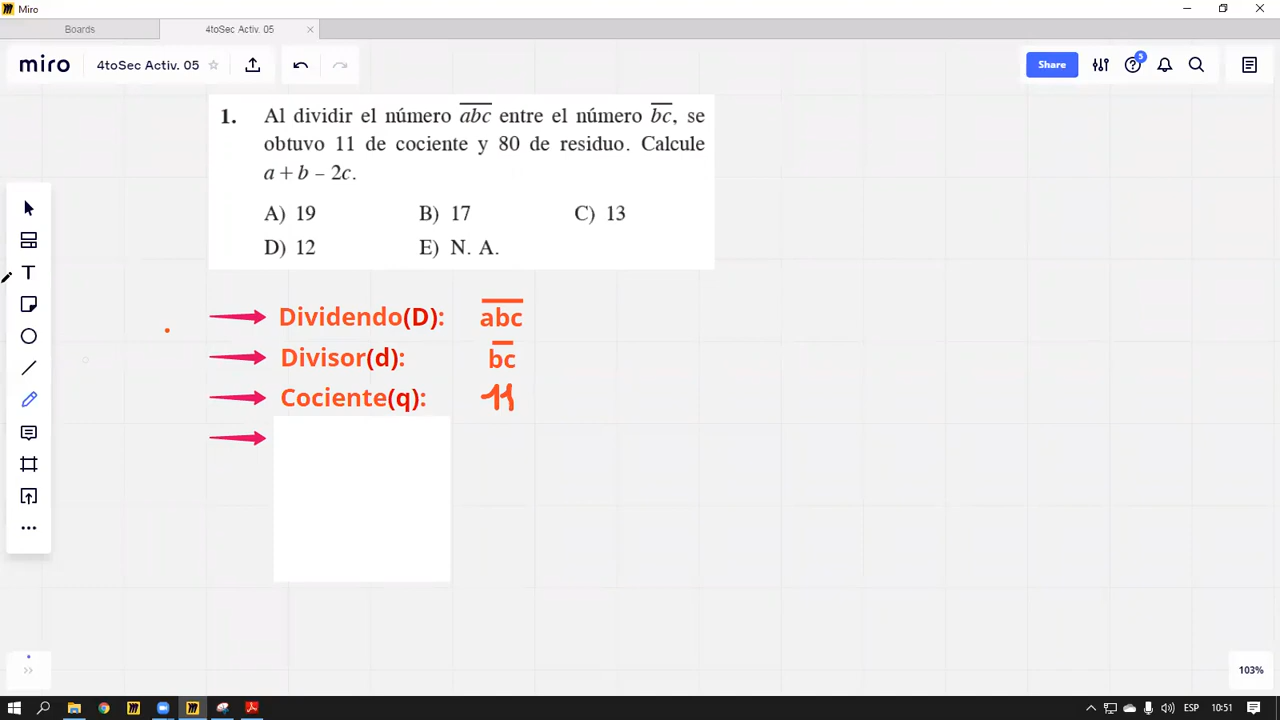 Miro
Boards
4toSec Activ. 05
miro
4toSec Activ. 05
Share
5
1. Al dividir el número abc entre el número bc, se
obtuvo 11 de cociente y 80 de residuo. Calcule
a + b – 2c.
A) 19 B) 17 C) 13
D) 12 E) N. A.
Dividendo(D): abc
Divisor(d): bc
Cociente(q): 11
103%
ESP 10:51